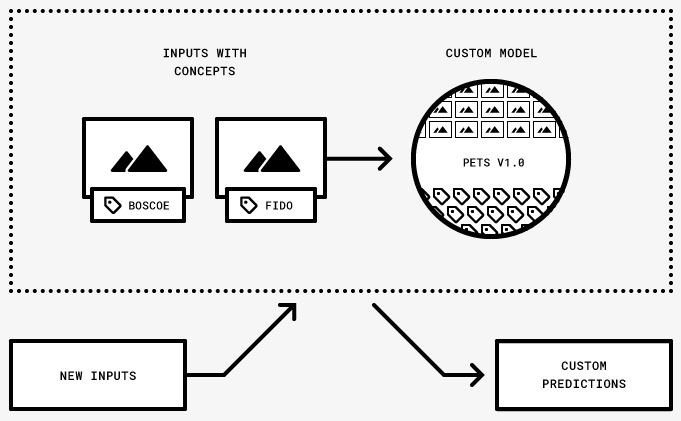 INPUTS WITH
CONCEPTS
CUSTOM MODEL
PETS V1.0
BOSCOE
FIDO
NEW INPUTS
CUSTOM
PREDICTIONS